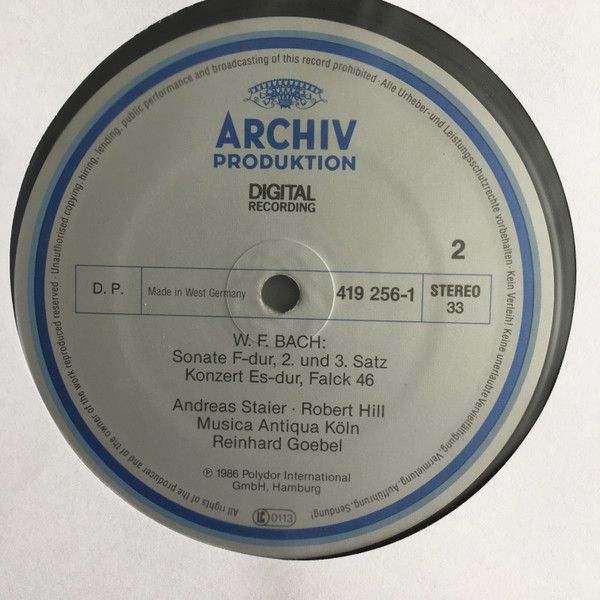 All rights of the producer and of the owner of the work reproduced reserved · Unauthorised copying, hiring, lending, public performance and broadcasting of this record prohibited · Alle Urheber- und Leistungsschutzrechte vorbehalten · Kein Verleih! Keine unerlaubte Vervielfältigung, Vermietung, Aufführung, Sendung!
ARCHIV
PRODUKTION
DIGITAL
RECORDING
2
D. P.
Made in West Germany
419 256-1
STEREO
33
W. F. BACH:
Sonate F-dur, 2. und 3. Satz
Konzert Es-dur, Falck 46
Andreas Staier · Robert Hill
Musica Antiqua Köln
Reinhard Goebel
℗ 1986 Polydor International
GmbH, Hamburg
LC 0113